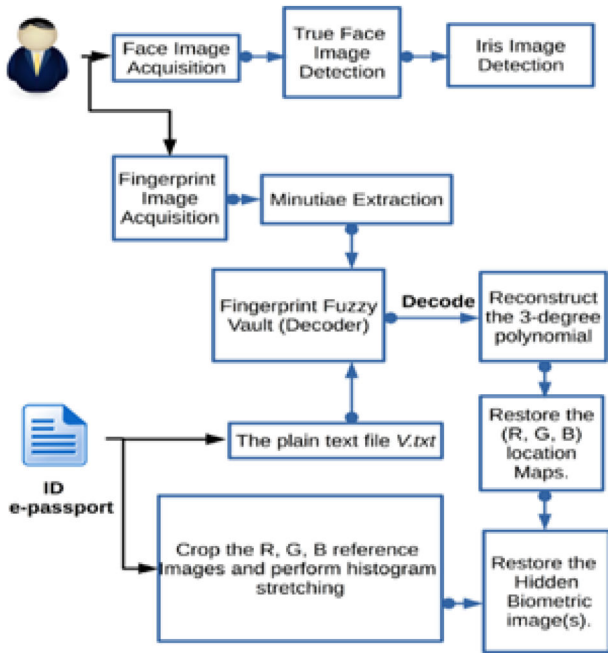 Face Image
Acquisition
True Face
Image
Detection
Iris Image
Detection
Fingerprint
Image
Acquisition
Minutiae Extraction
Fingerprint Fuzzy
Vault (Decoder)
Decode
Reconstruct
the 3-degree
polynomial
Restore the
(R, G, B)
location
Maps.
The plain text file V.txt
ID
e-passport
Crop the R, G, B reference
Images and perform histogram
stretching
Restore the
Hidden
Biometric
image(s).